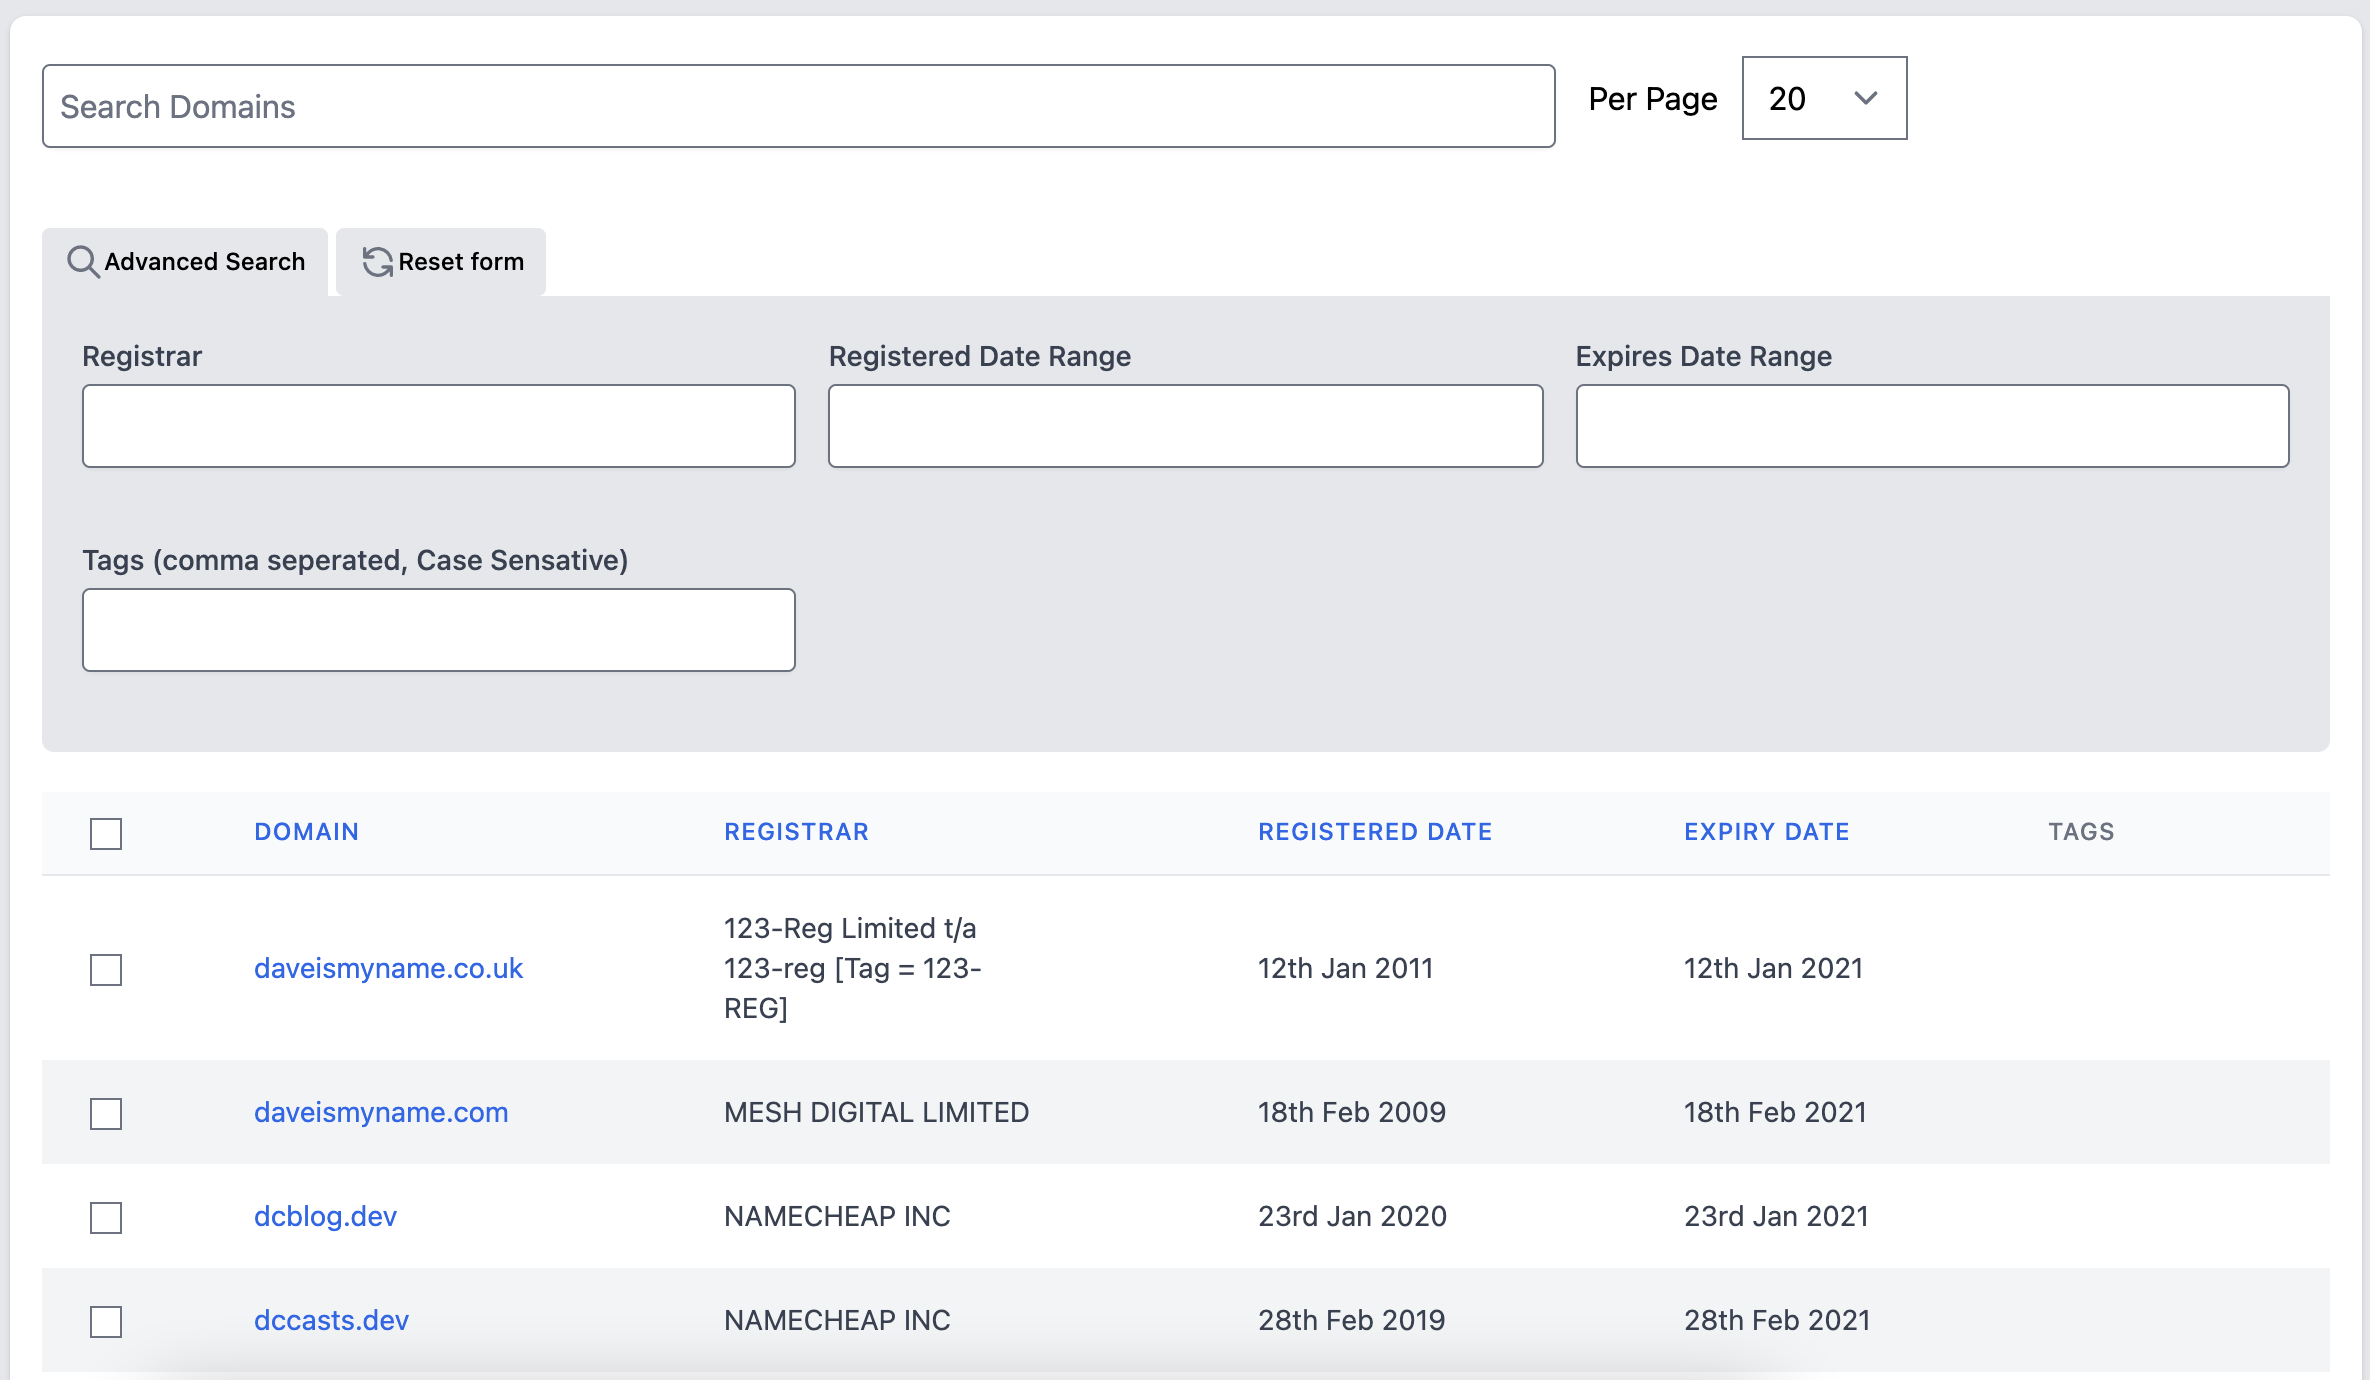 Search Domains
Per Page 20
Advanced Search Reset form
Registrar Registered Date Range Expires Date Range
Tags (comma seperated, Case Sensative)
DOMAIN REGISTRAR REGISTERED DATE EXPIRY DATE TAGS
123-Reg Limited t/a
daveismyname.co.uk 123-reg [Tag = 123- 12th Jan 2011 12th Jan 2021
REG]
daveismyname.com MESH DIGITAL LIMITED 18th Feb 2009 18th Feb 2021
dcblog.dev NAMECHEAP INC 23rd Jan 2020 23rd Jan 2021
dccasts.dev NAMECHEAP INC 28th Feb 2019 28th Feb 2021